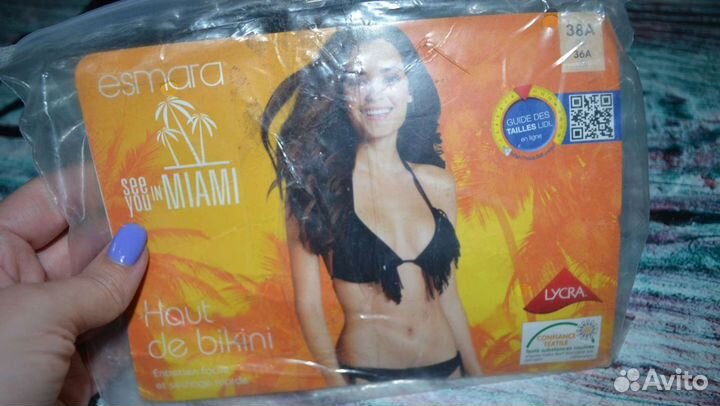 esmara
see
you IN MIAMI
Haut
de bikini
Entretien facile
et séchage rapide
38A
36A
GUIDE DES
TAILLES LIDL
en ligne
LYCRA
CONFIANCE
TEXTILE
Avito